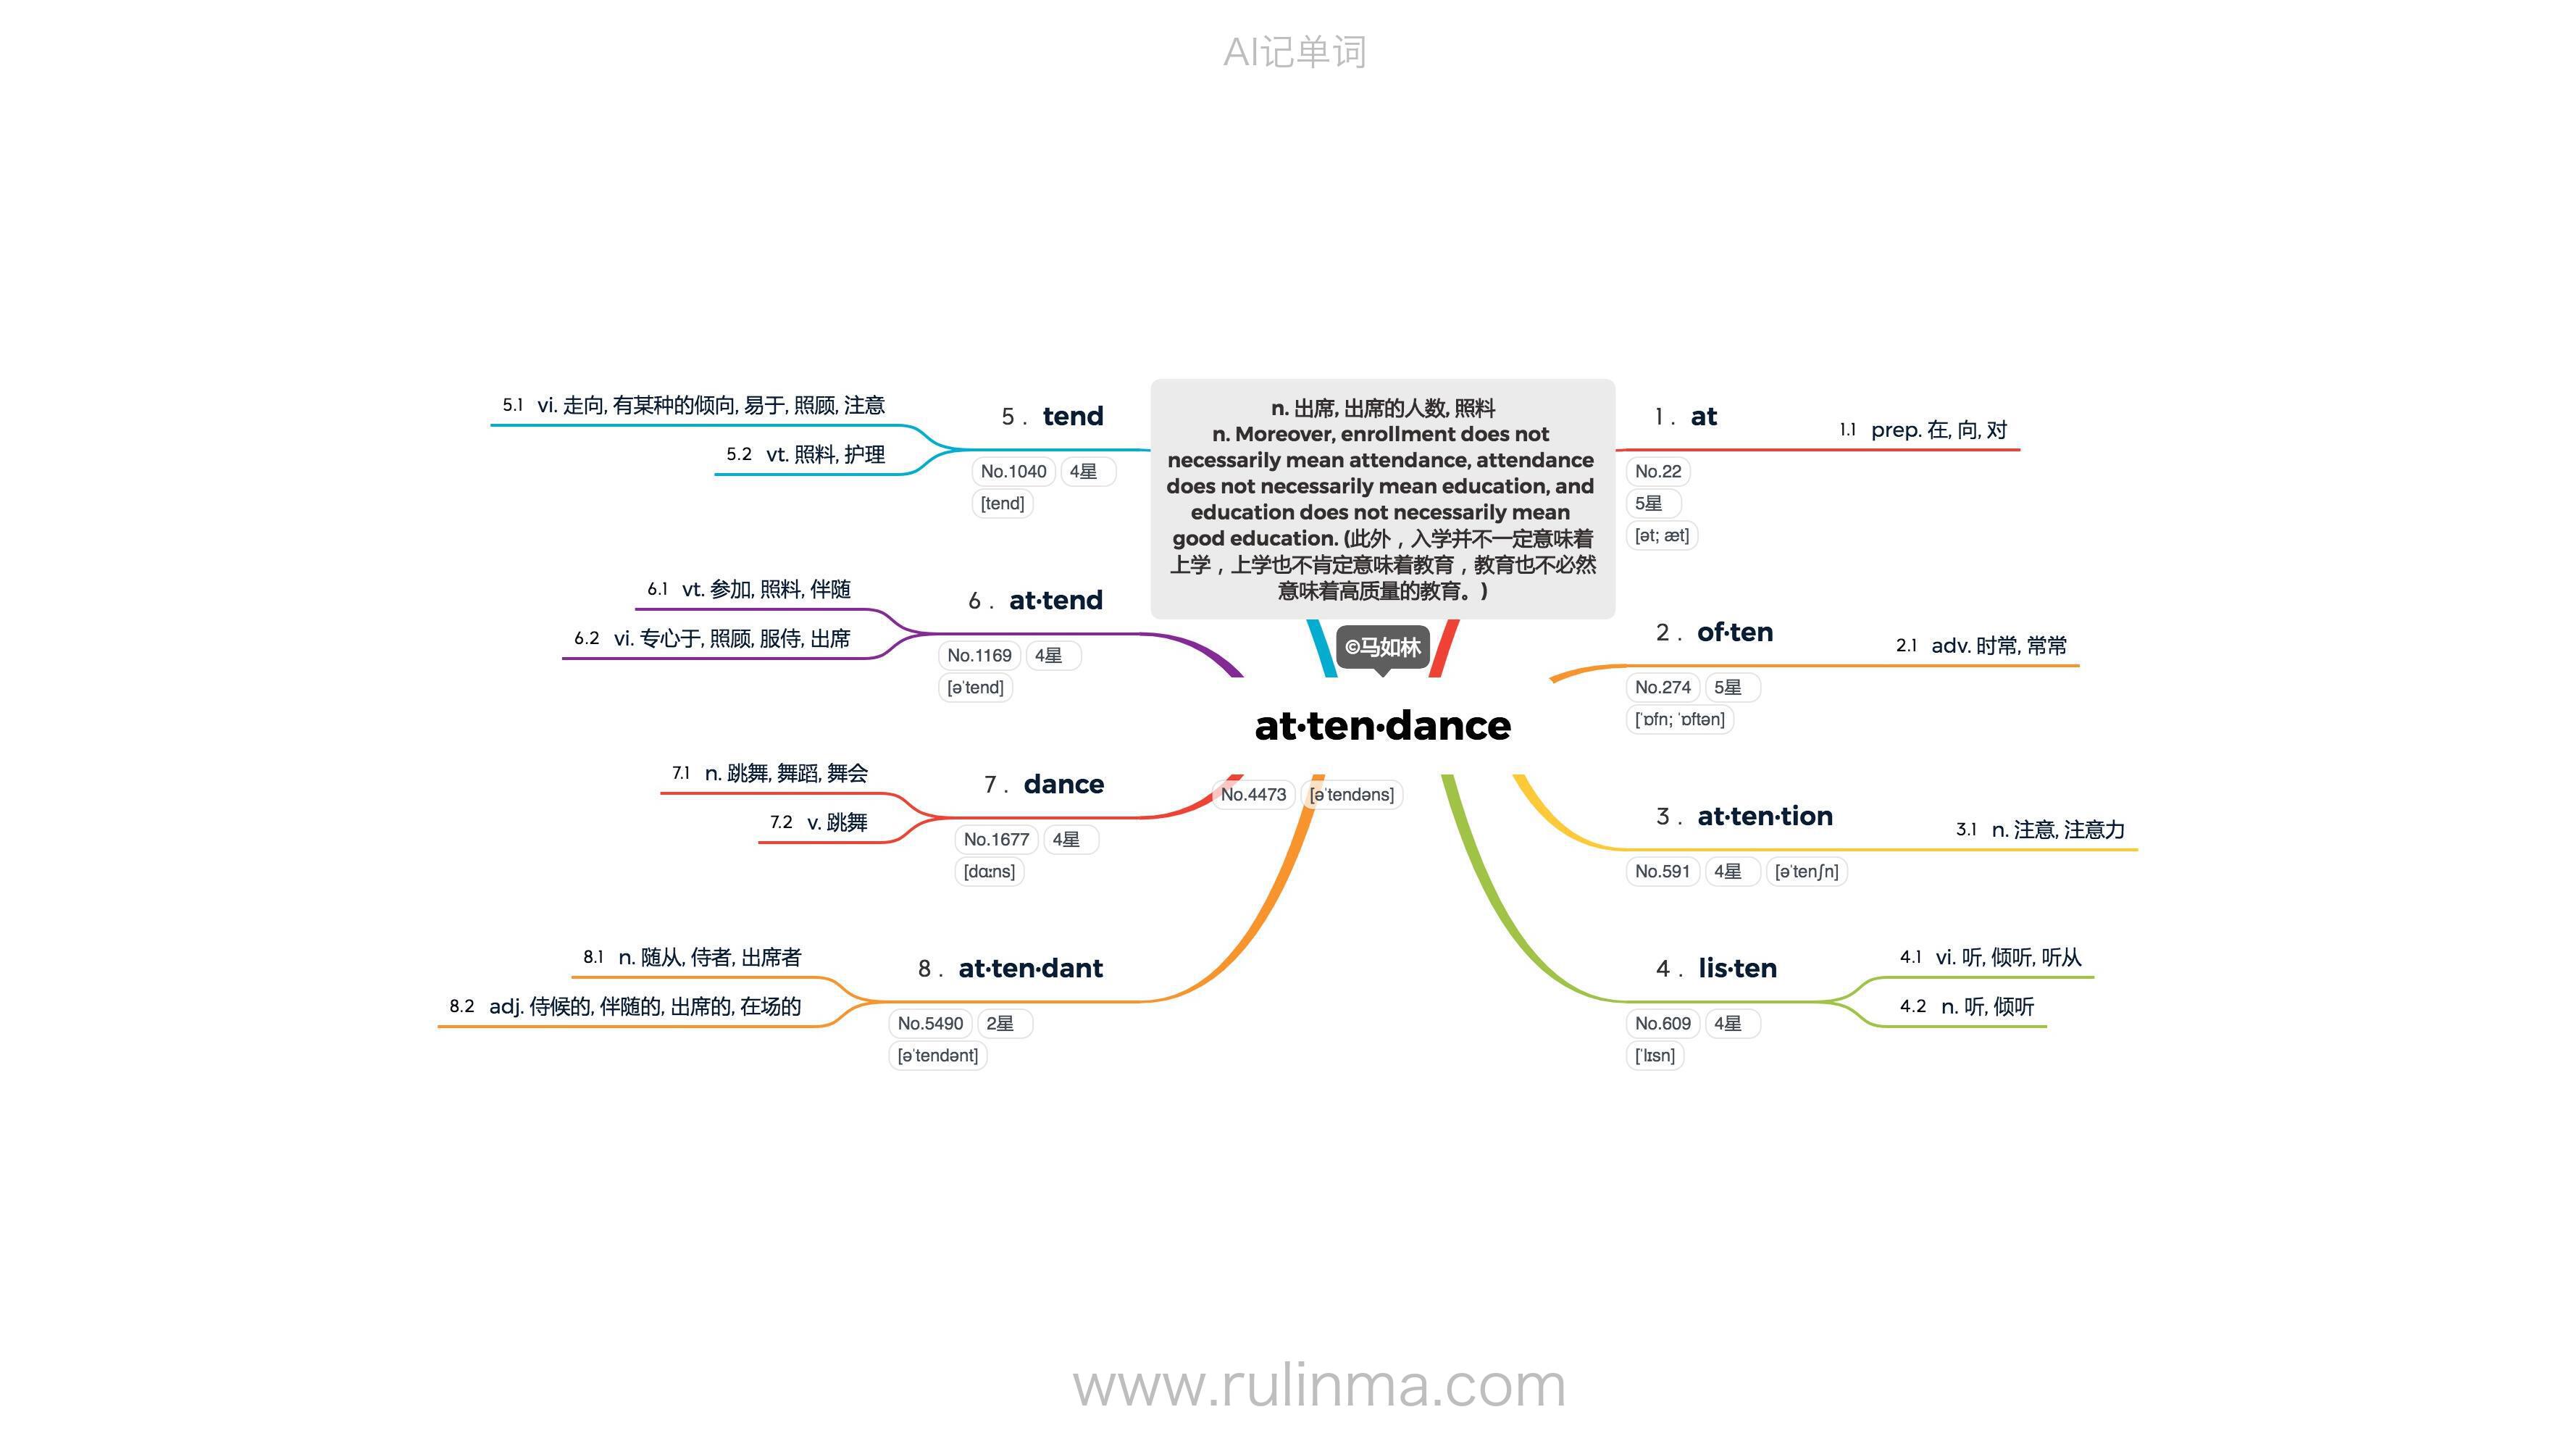 AI记单词
n. 出席, 出席的人数, 照料
n. Moreover, enrollment does not
necessarily mean attendance, attendance
does not necessarily mean education, and
education does not necessarily mean
good education. (此外，入学并不一定意味着
上学，上学也不肯定意味着教育，教育也不必然
意味着高质量的教育。)
©马如林
at·ten·dance
No.4473 [əˈtendəns]
1. at
No.22
5星
[ət; æt]
1.1 prep. 在, 向, 对
2. of·ten
No.274 5星
[ˈɒfn; ˈɒftən]
2.1 adv. 时常, 常常
3. at·ten·tion
No.591 4星 [əˈtenʃn]
3.1 n. 注意, 注意力
4. lis·ten
No.609 4星
[ˈlɪsn]
4.1 vi. 听, 倾听, 听从
4.2 n. 听, 倾听
5. tend
No.1040 4星
[tend]
5.1 vi. 走向, 有某种的倾向, 易于, 照顾, 注意
5.2 vt. 照料, 护理
6. at·tend
No.1169 4星
[əˈtend]
6.1 vt. 参加, 照料, 伴随
6.2 vi. 专心于, 照顾, 服侍, 出席
7. dance
No.1677 4星
[dɑːns]
7.1 n. 跳舞, 舞蹈, 舞会
7.2 v. 跳舞
8. at·ten·dant
No.5490 2星
[əˈtendənt]
8.1 n. 随从, 侍者, 出席者
8.2 adj. 侍候的, 伴随的, 出席的, 在场的
www.rulinma.com